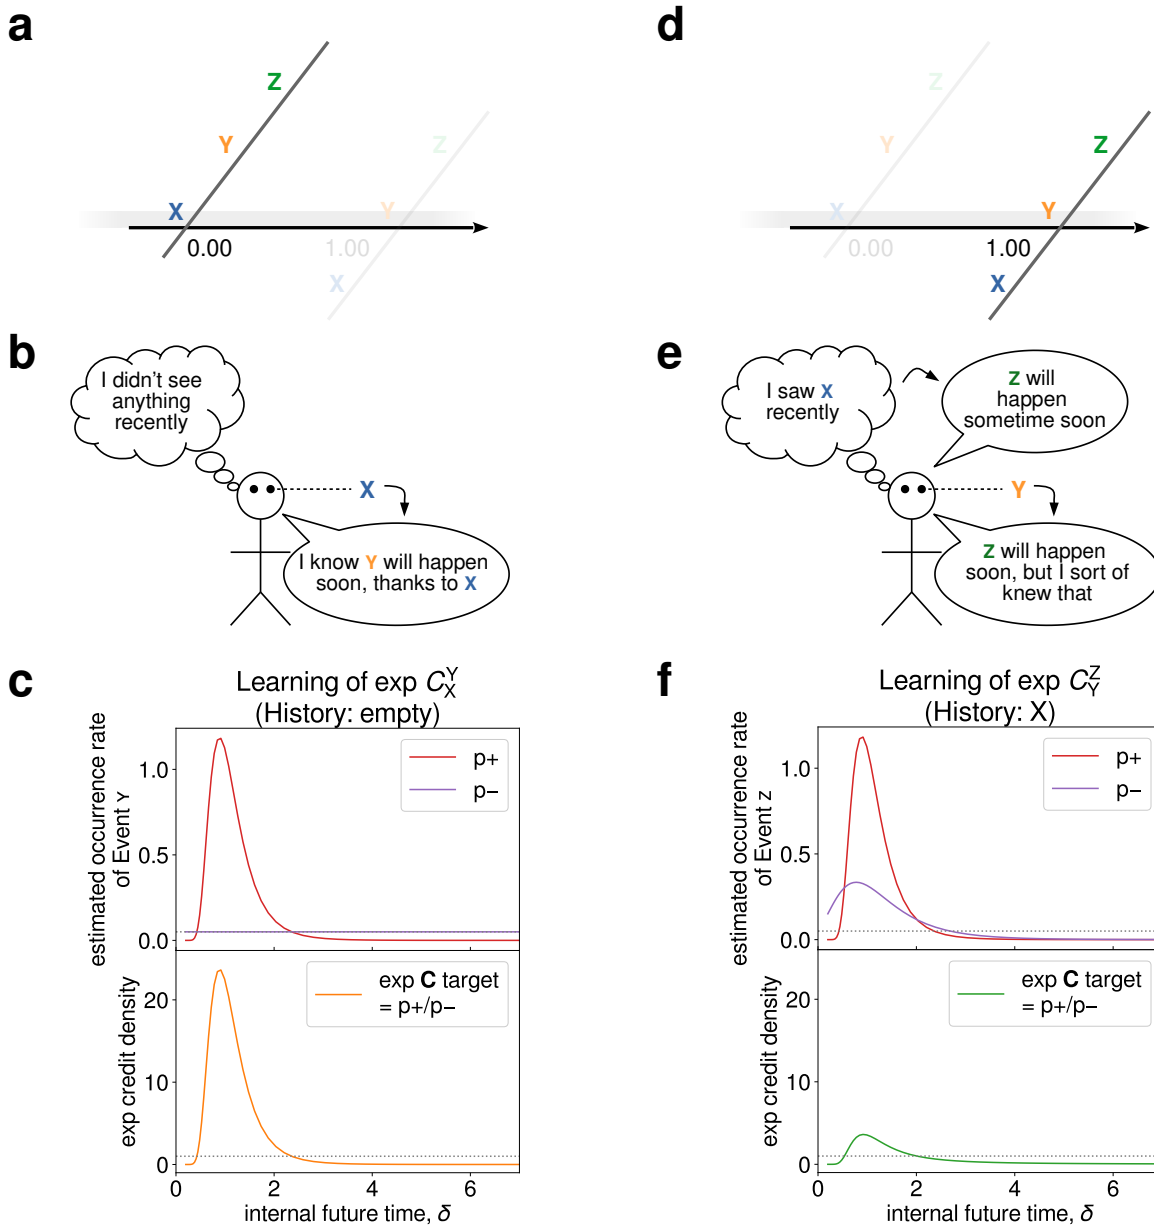 a
Z
Y
X
Z
Y
X
0.00
1.00
b
I didn't see
anything
recently
X
I know Y will happen
soon, thanks to X
c
Learning of exp C_X^Y
(History: empty)
estimated occurrence rate
of Event Y
1.0
0.5
0.0
p+
p−
exp credit density
20
10
0
exp C target
= p+/p−
0
2
4
6
internal future time, δ
d
Z
Y
X
Z
Y
X
0.00
1.00
e
I saw X
recently
Z will
happen
sometime soon
Y
Z will happen
soon, but I sort of
knew that
f
Learning of exp C_Y^Z
(History: X)
estimated occurrence rate
of Event Z
1.0
0.5
0.0
p+
p−
exp credit density
20
10
0
exp C target
= p+/p−
0
2
4
6
internal future time, δ